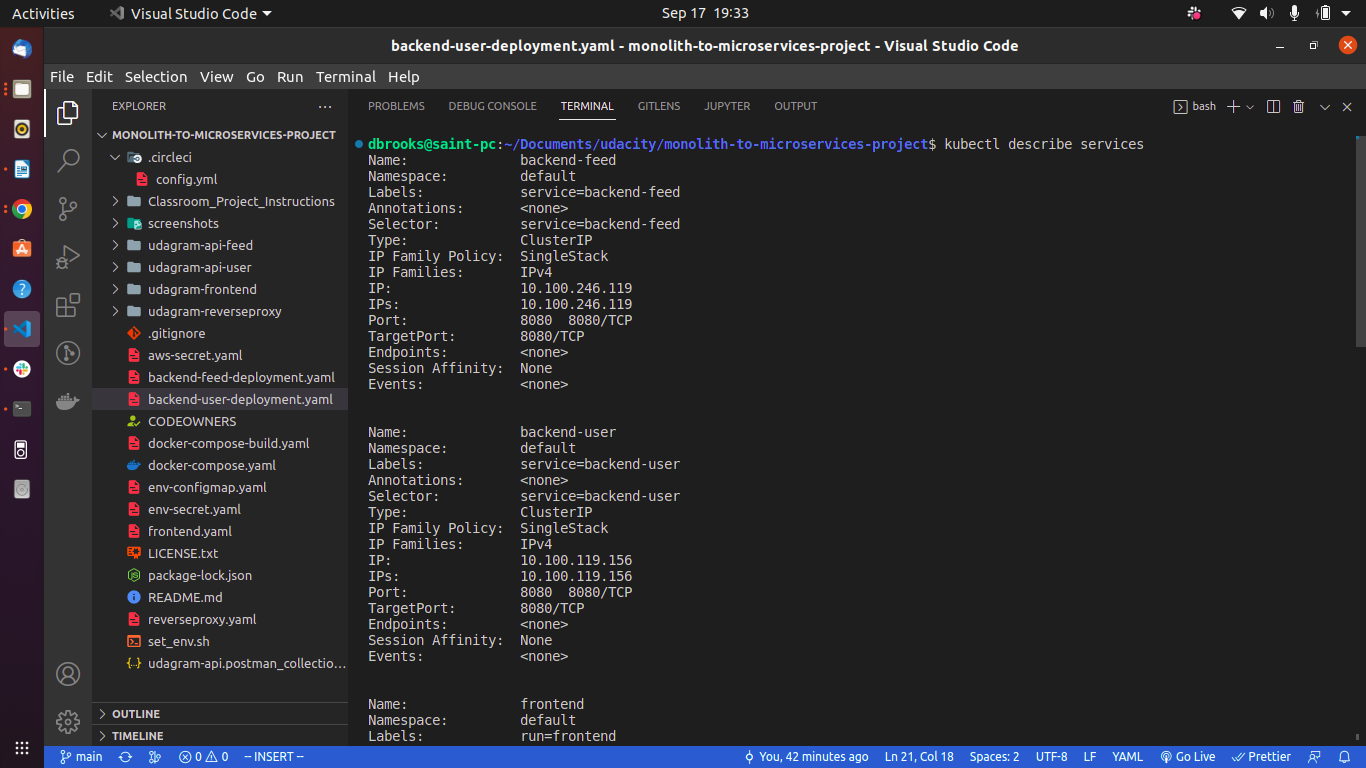 Activities Visual Studio Code Sep 17 19:33
backend-user-deployment.yaml - monolith-to-microservices-project - Visual Studio Code
File Edit Selection View Go Run Terminal Help
EXPLORER
MONOLITH-TO-MICROSERVICES-PROJECT
.circleci
config.yml
Classroom_Project_Instructions
screenshots
udagram-api-feed
udagram-api-user
udagram-frontend
udagram-reverseproxy
.gitignore
aws-secret.yaml
backend-feed-deployment.yaml
backend-user-deployment.yaml
CODEOWNERS
docker-compose-build.yaml
docker-compose.yaml
env-configmap.yaml
env-secret.yaml
frontend.yaml
LICENSE.txt
package-lock.json
README.md
reverseproxy.yaml
set_env.sh
udagram-api.postman_collectio...
OUTLINE
TIMELINE
PROBLEMS DEBUG CONSOLE TERMINAL GITLENS JUPYTER OUTPUT bash
dbrooks@saint-pc:~/Documents/udacity/monolith-to-microservices-project$ kubectl describe services
Name: backend-feed
Namespace: default
Labels: service=backend-feed
Annotations: <none>
Selector: service=backend-feed
Type: ClusterIP
IP Family Policy: SingleStack
IP Families: IPv4
IP: 10.100.246.119
IPs: 10.100.246.119
Port: 8080 8080/TCP
TargetPort: 8080/TCP
Endpoints: <none>
Session Affinity: None
Events: <none>
Name: backend-user
Namespace: default
Labels: service=backend-user
Annotations: <none>
Selector: service=backend-user
Type: ClusterIP
IP Family Policy: SingleStack
IP Families: IPv4
IP: 10.100.119.156
IPs: 10.100.119.156
Port: 8080 8080/TCP
TargetPort: 8080/TCP
Endpoints: <none>
Session Affinity: None
Events: <none>
Name: frontend
Namespace: default
Labels: run=frontend
main 0 0 -- INSERT -- You, 42 minutes ago Ln 21, Col 18 Spaces: 2 UTF-8 LF YAML Go Live Prettier